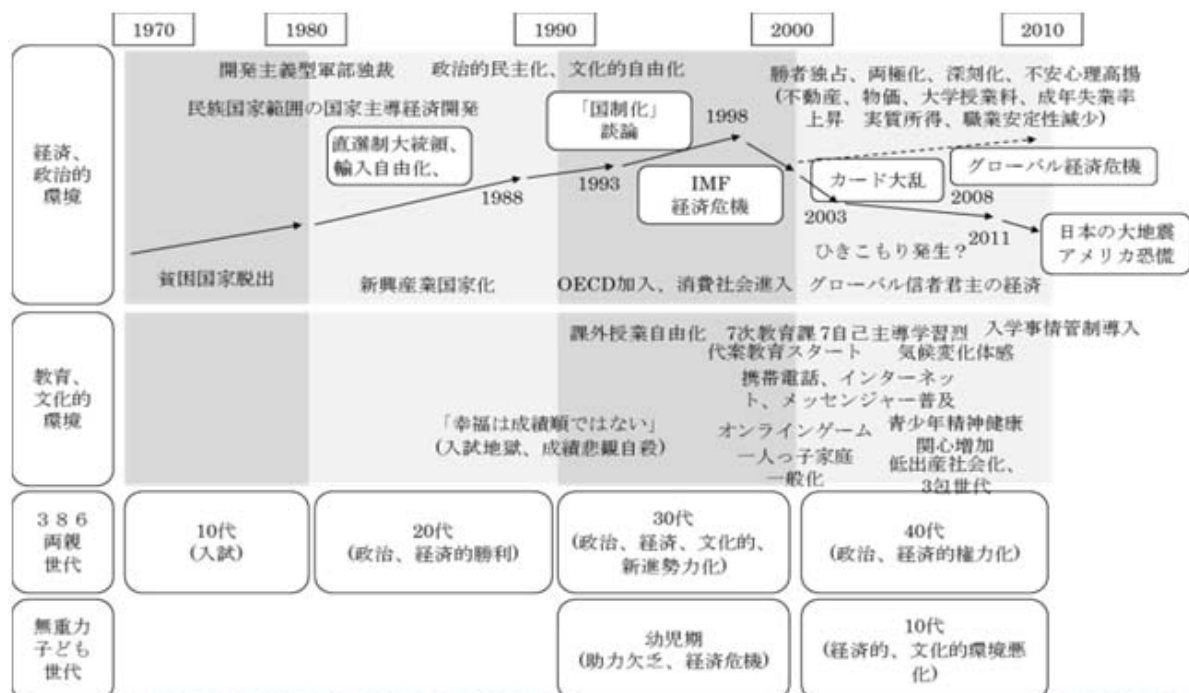 1970
1980
1990
2000
2010
経済、
政治的
環境
開発主義型軍部独裁
政治的民主化、文化的自由化
民族国家範囲の国家主導経済開発
勝者独占、両極化、深刻化、不安心理高揚
(不動産、物価、大学授業料、成年失業率
上昇 実質所得、職業安定性減少)
直選制大統領、
輸入自由化、
「国制化」
談論
1998
1988
1993
IMF
経済危機
カード大乱
2003
グローバル経済危機
2008
2011
日本の大地震
アメリカ恐慌
ひきこもり発生？
貧困国家脱出
新興産業国家化
OECD加入、消費社会進入
グローバル信者君主の経済
教育、
文化的
環境
課外授業自由化
7次教育課7自己主導学習烈
入学事情管制導入
代案教育スタート
気候変化体感
携帯電話、インターネッ
ト、メッセンジャー普及
「幸福は成績順ではない」
(入試地獄、成績悲観自殺)
オンラインゲーム
青少年精神健康
関心増加
一人っ子家庭
一般化
低出産社会化、
3包世代
３８６
両親
世代
10代
(入試)
20代
(政治、経済的勝利)
30代
(政治、経済、文化的、
新進勢力化)
40代
(政治、経済的権力化)
無重力
子ども
世代
幼児期
(助力欠乏、経済危機)
10代
(経済的、文化的環境悪
化)